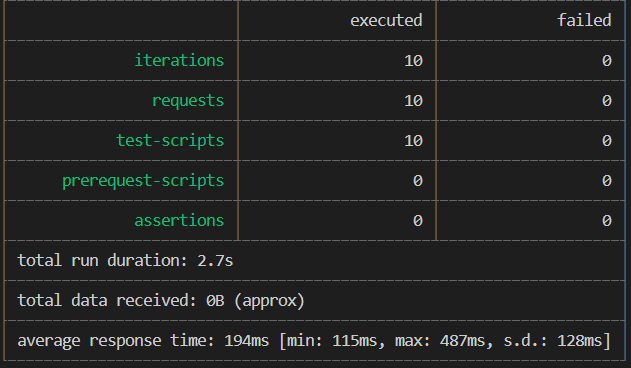 executed failed
iterations 10 0
requests 10 0
test-scripts 10 0
prerequest-scripts 0 0
assertions 0 0
total run duration: 2.7s
total data received: 0B (approx)
average response time: 194ms [min: 115ms, max: 487ms, s.d.: 128ms]